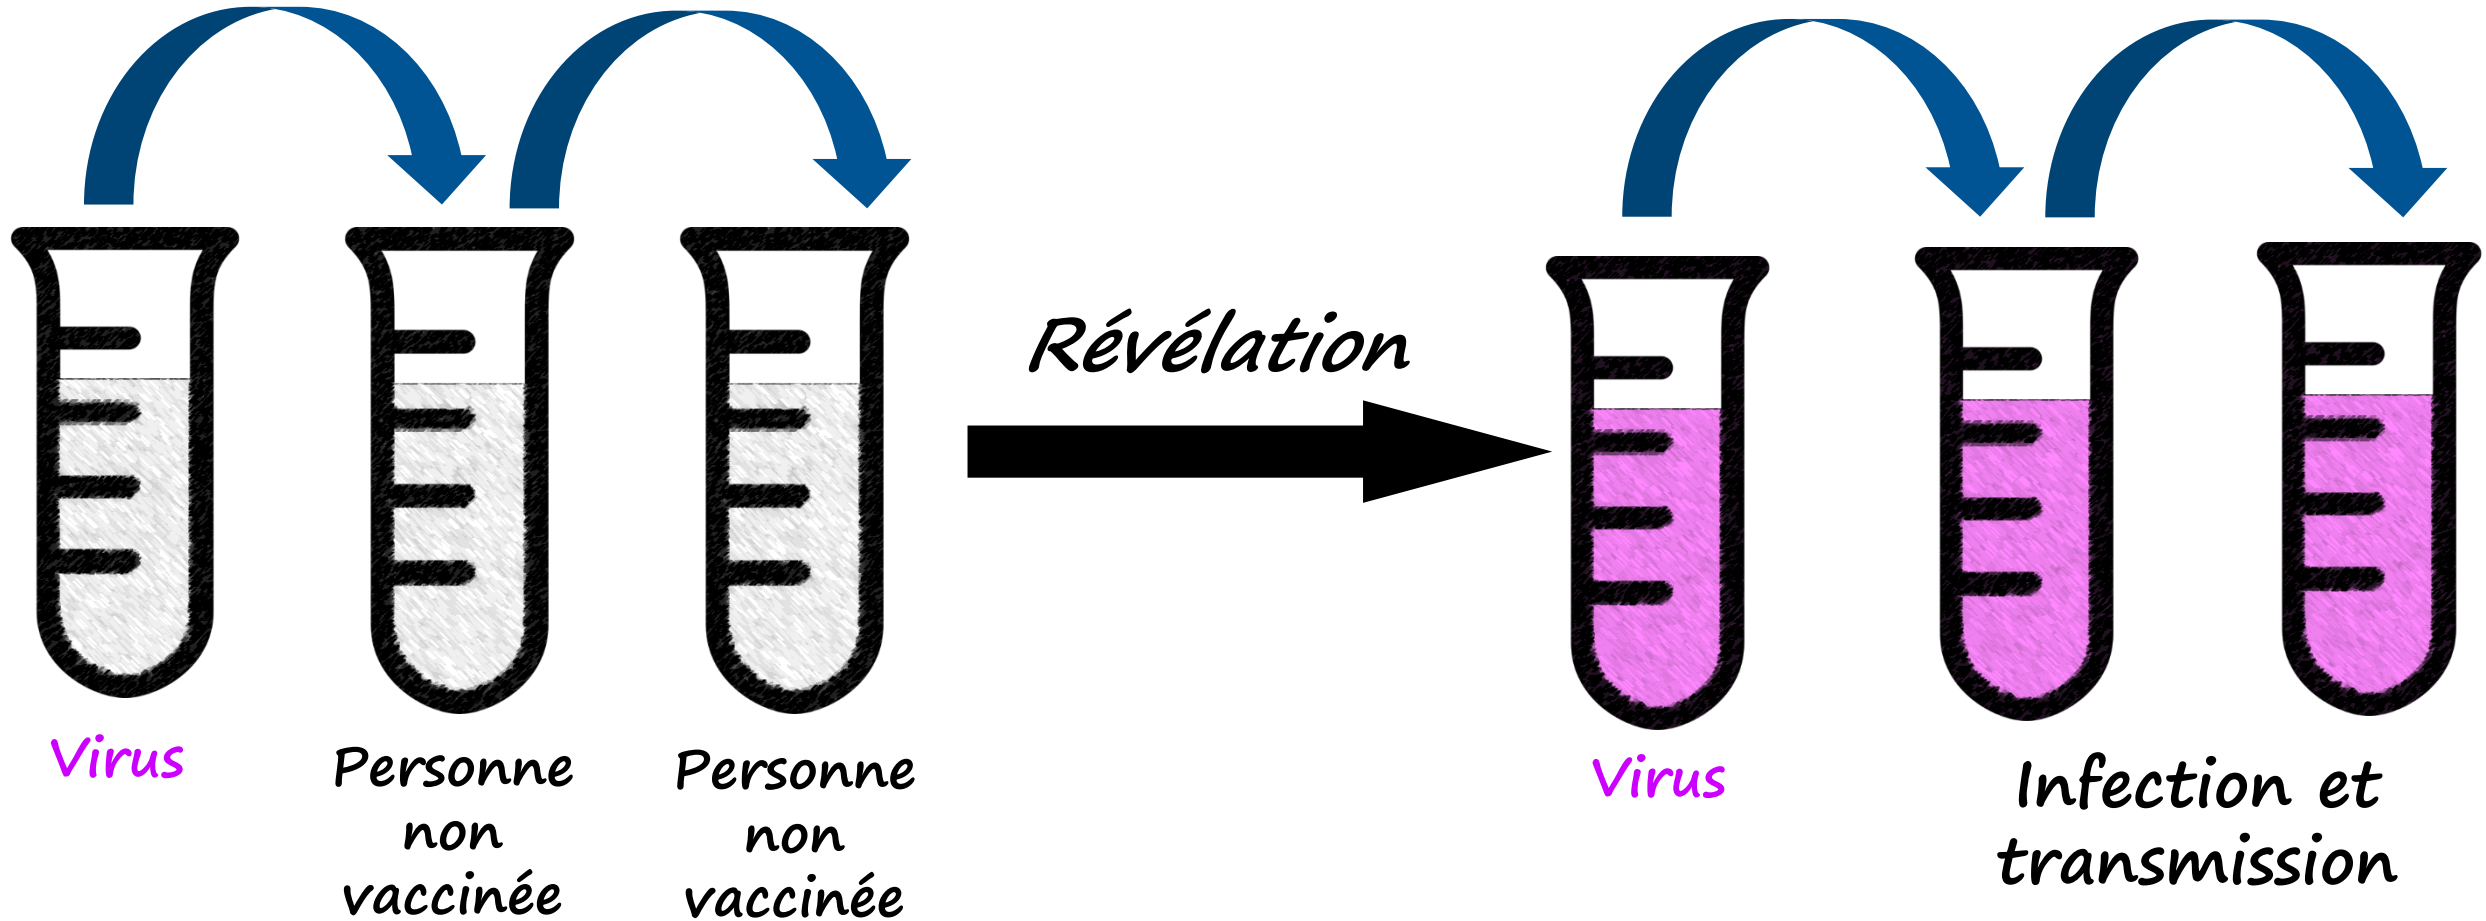 Révélation
Virus
Personne
non
vaccinée
Personne
non
vaccinée
Virus
Infection et
transmission